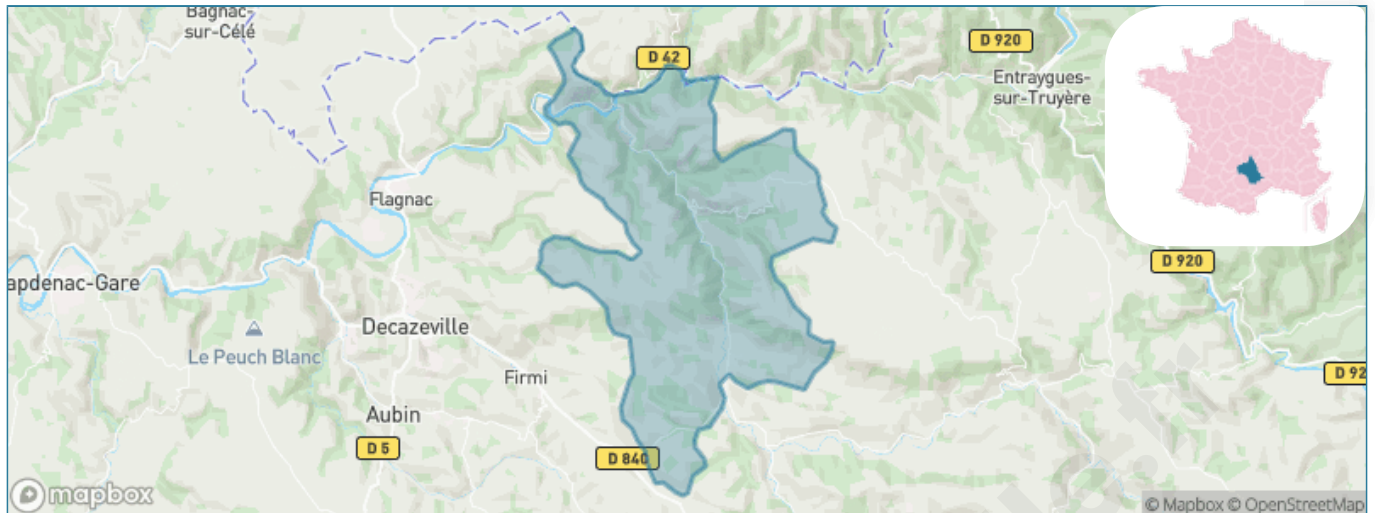 Bagnac-
sur-Célé
D 42
D 920
Entraygues-
sur-Truyère
Flagnac
D 920
apdenac-Gare
Decazeville
Le Peuch Blanc
Firmi
D 92
Aubin
D 5
D 840
mapbox
© Mapbox © OpenStreetMap